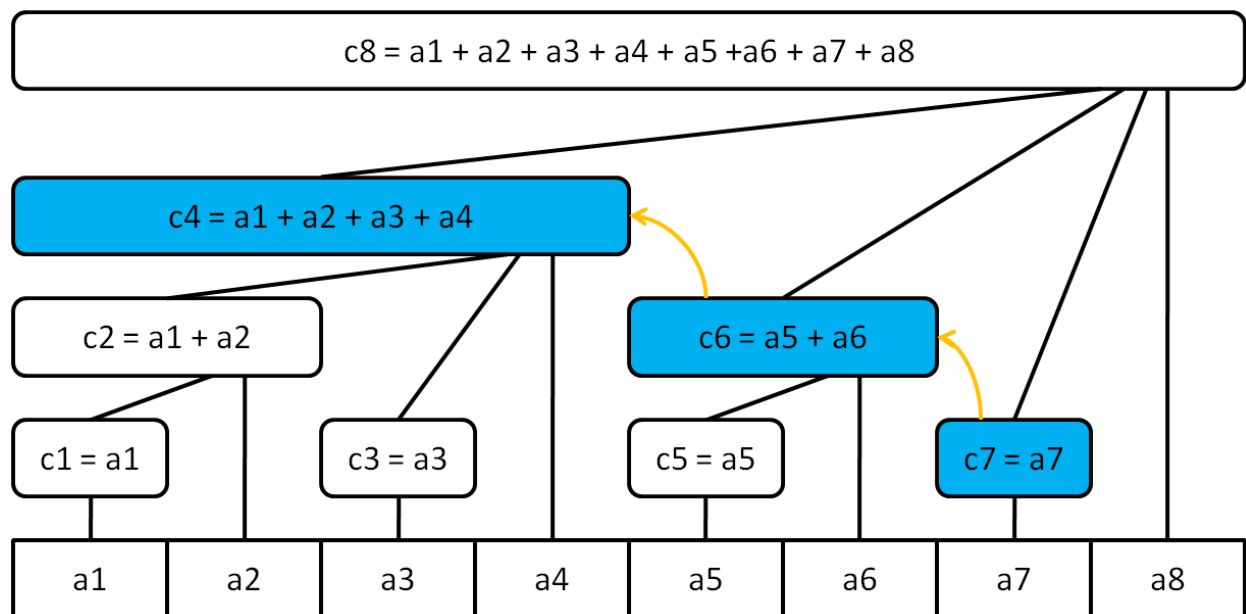 c8 = a1 + a2 + a3 + a4 + a5 +a6 + a7 + a8
c4 = a1 + a2 + a3 + a4
c2 = a1 + a2
c6 = a5 + a6
c1 = a1
c3 = a3
c5 = a5
c7 = a7
a1 a2 a3 a4 a5 a6 a7 a8